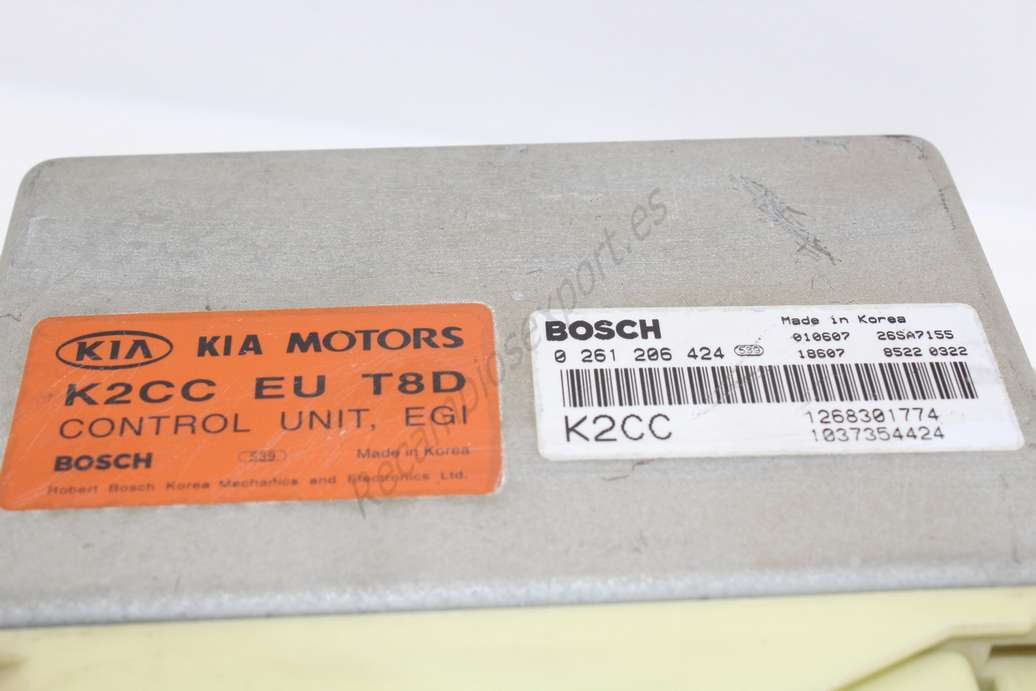 KIA KIA MOTORS
K2CC EU T8D
CONTROL UNIT, EGI
BOSCH 539 Made in Korea
Robert Bosch Korea Mechartics and Electronics Ltd.
BOSCH Made in Korea
010607 26SA7155
0 261 206 424 539 18607 8522 0322
K2CC 1268301774
1037354424
Recambiosexport.es